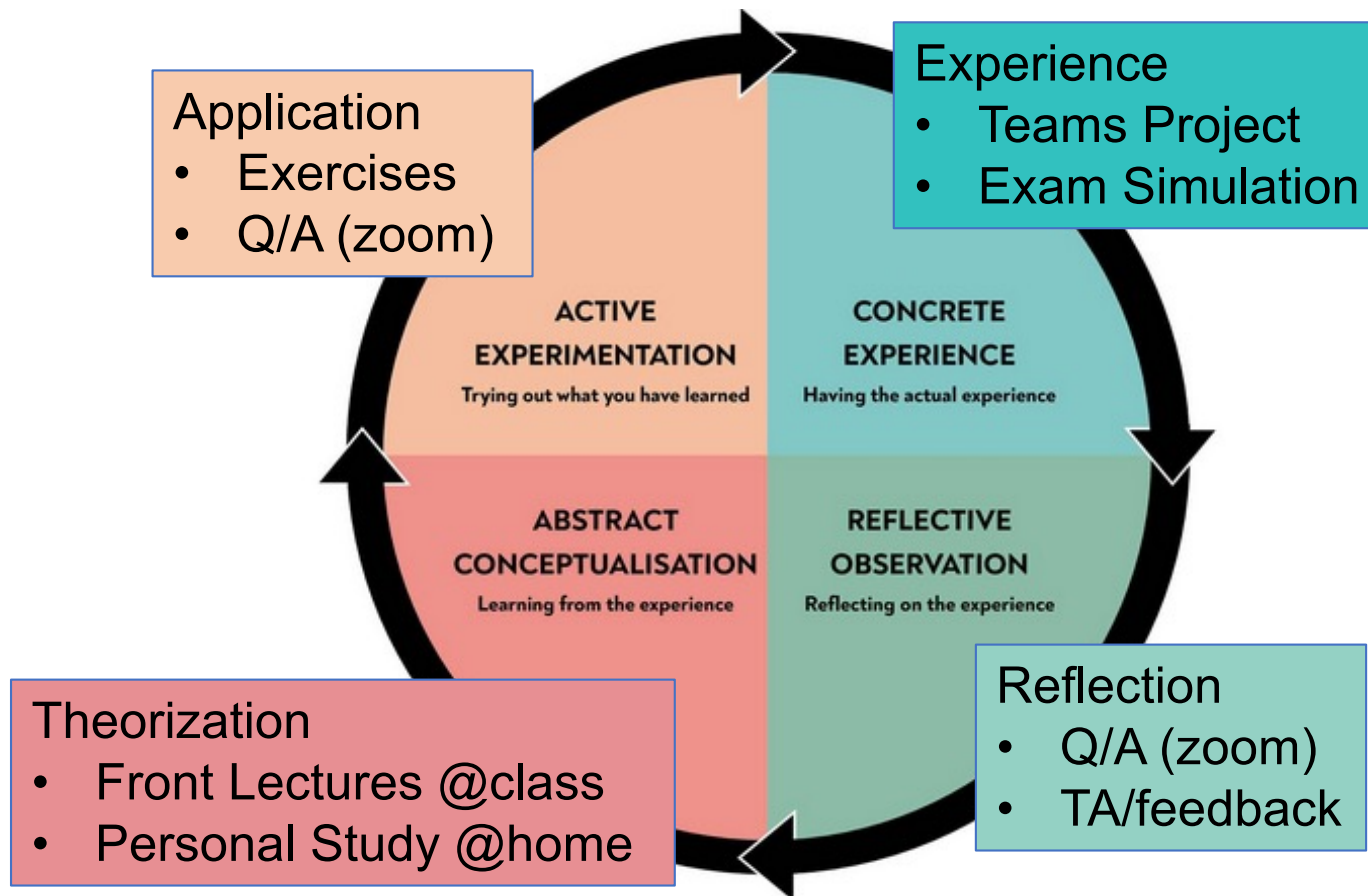 Application
• Exercises
• Q/A (zoom)
Experience
• Teams Project
• Exam Simulation
ACTIVE
EXPERIMENTATION
Trying out what you have learned
CONCRETE
EXPERIENCE
Having the actual experience
ABSTRACT
CONCEPTUALISATION
Learning from the experience
REFLECTIVE
OBSERVATION
Reflecting on the experience
Theorization
• Front Lectures @class
• Personal Study @home
Reflection
• Q/A (zoom)
• TA/feedback